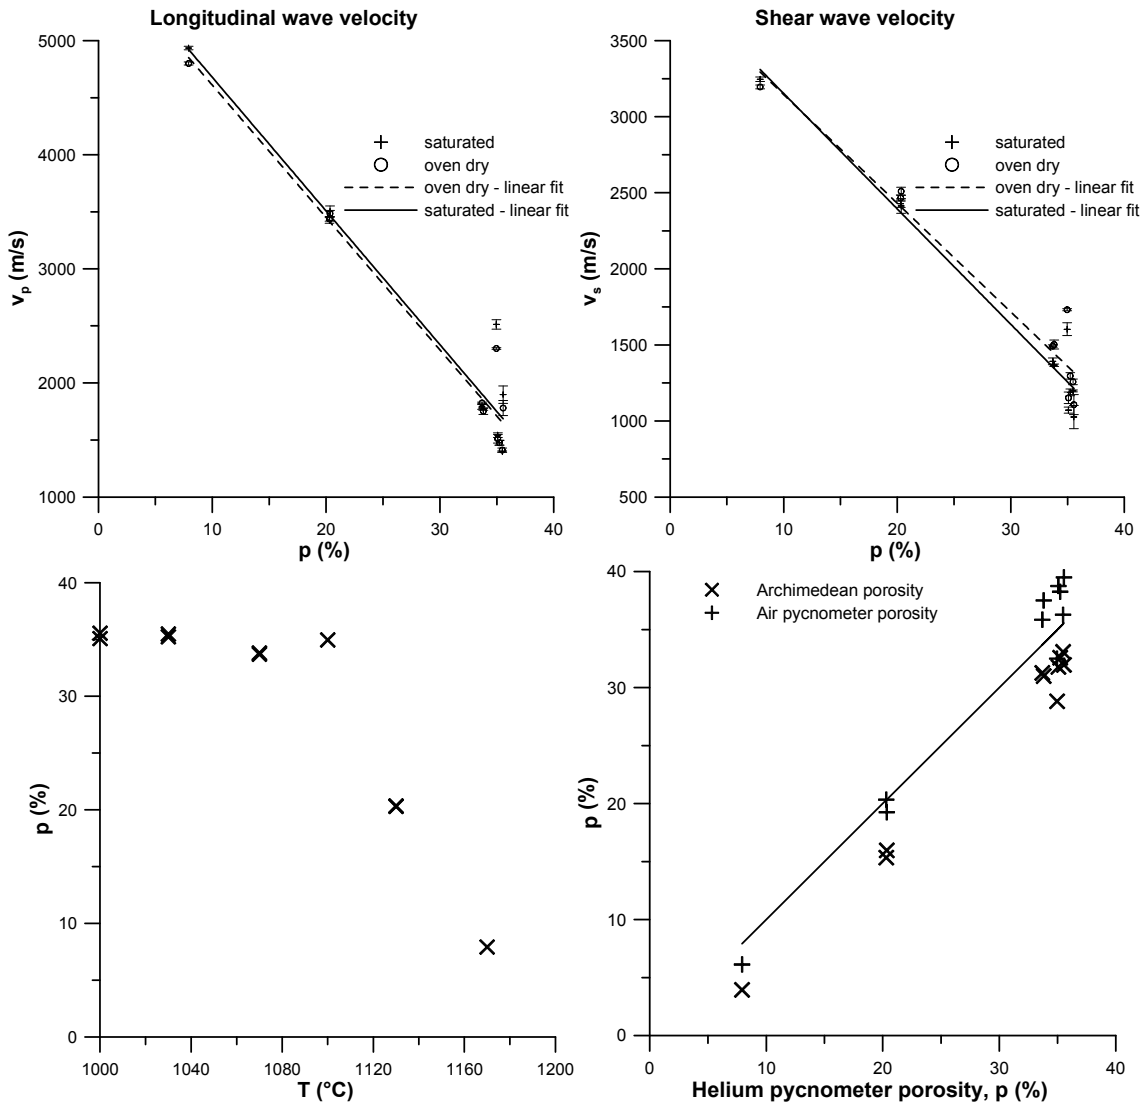 Longitudinal wave velocity
5000
4000
3000
2000
1000
v_p (m/s)
saturated
oven dry
oven dry - linear fit
saturated - linear fit
0 10 20 30 40
p (%)
Shear wave velocity
3500
3000
2500
2000
1500
1000
500
v_s (m/s)
saturated
oven dry
oven dry - linear fit
saturated - linear fit
0 10 20 30 40
p (%)
40
30
20
10
0
p (%)
1000 1040 1080 1120 1160 1200
T (°C)
40
30
20
10
0
p (%)
Archimedean porosity
Air pycnometer porosity
0 10 20 30 40
Helium pycnometer porosity, p (%)